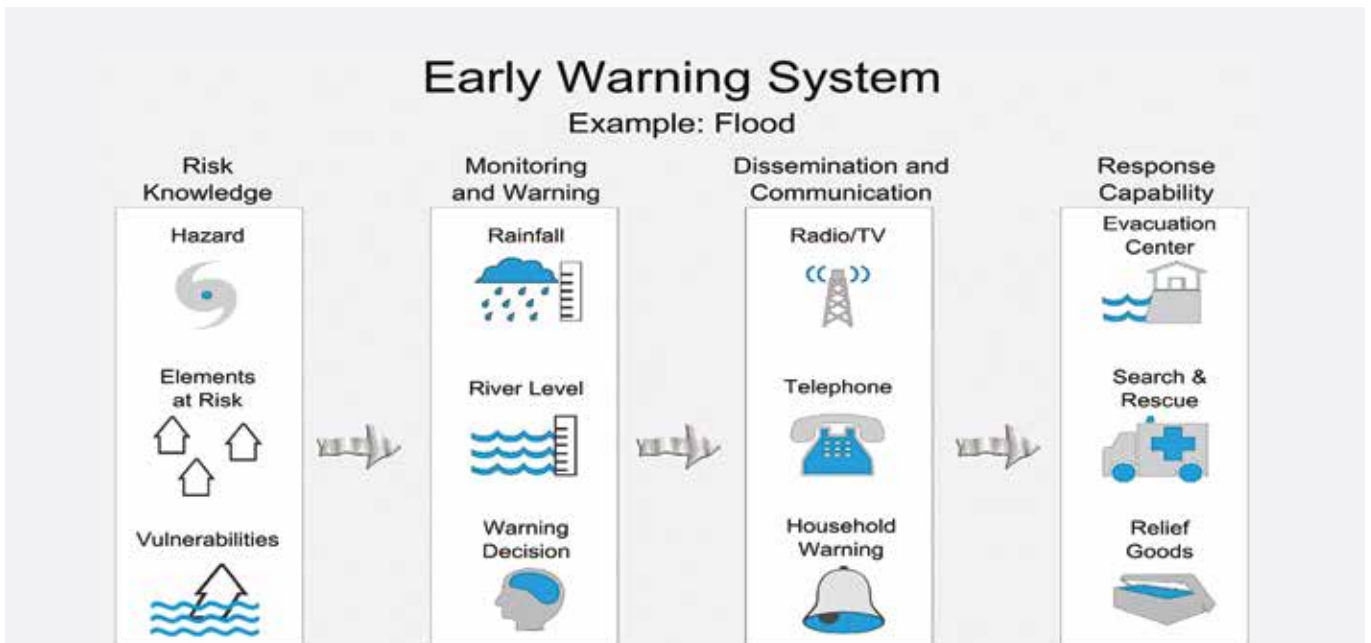 Early Warning System
Example: Flood
Risk
Knowledge
Hazard
Elements
at Risk
Vulnerabilities
Monitoring
and Warning
Rainfall
River Level
Warning
Decision
Dissemination and
Communication
Radio/TV
Telephone
Household
Warning
Response
Capability
Evacuation
Center
Search &
Rescue
Relief
Goods